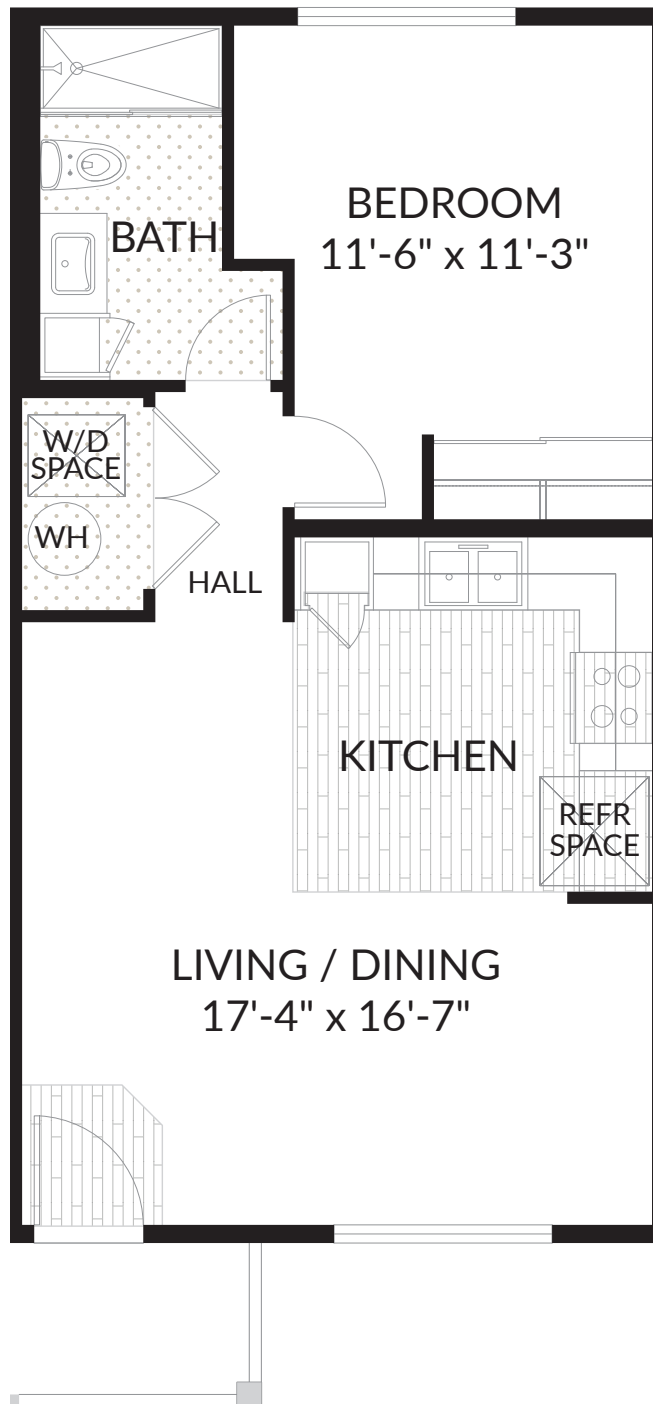 BEDROOM
11'-6" x 11'-3"
BATH
W/D
SPACE
WH
HALL
KITCHEN
REFR
SPACE
LIVING / DINING
17'-4" x 16'-7"